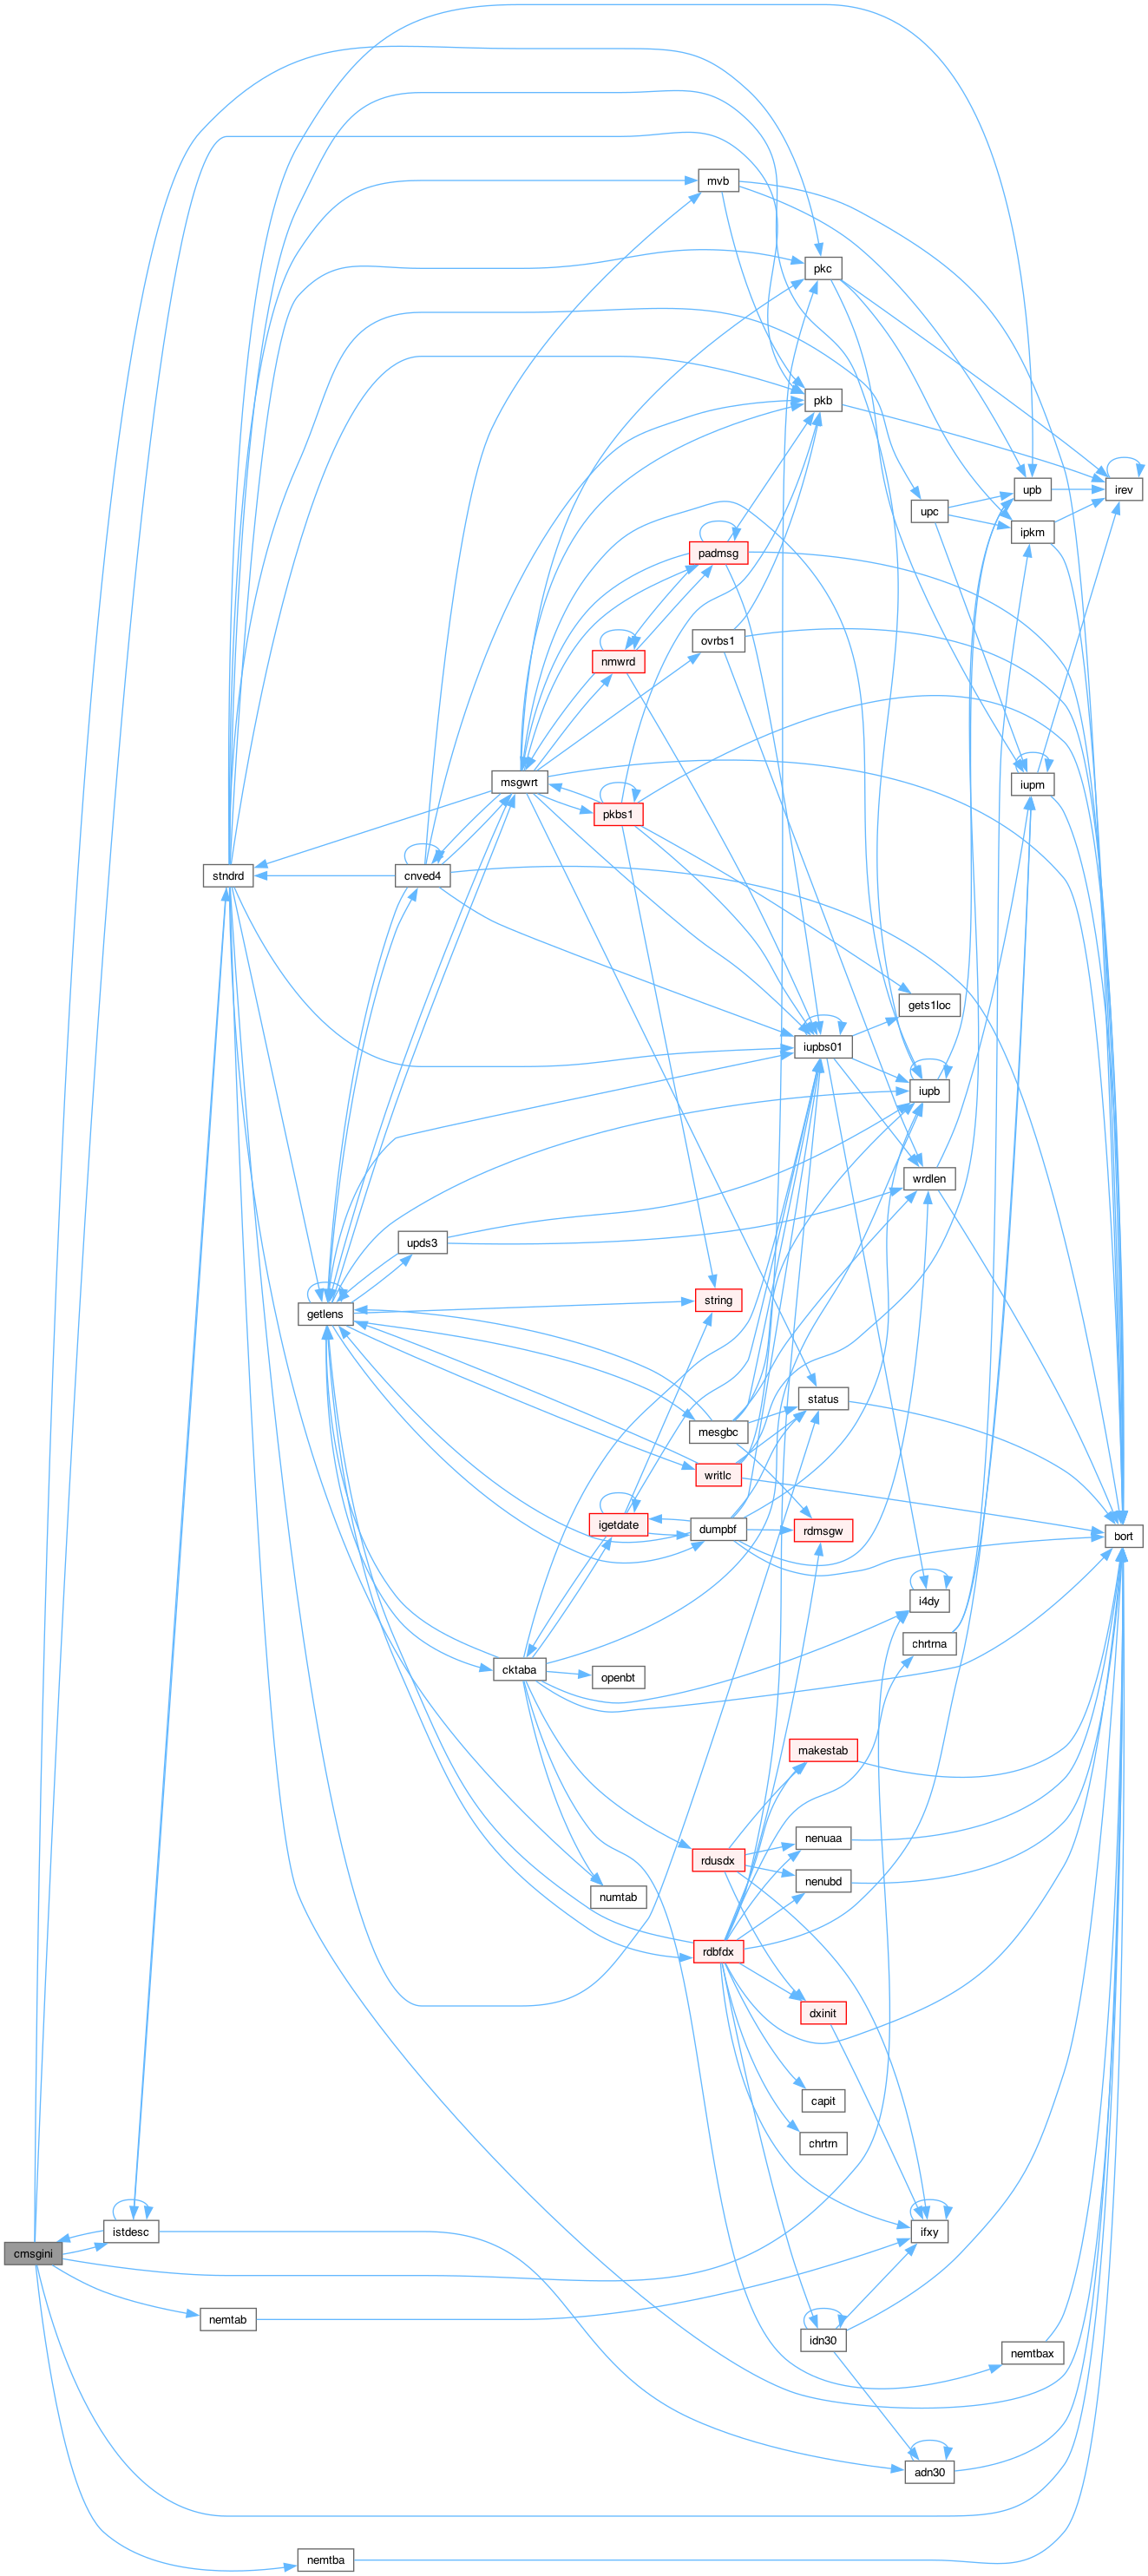 mvb
pkc
pkb
upb
irev
upc
ipkm
padmsg
ovrbs1
nmwrd
msgwrt
iupm
pkbs1
stndrd
cnved4
gets1loc
iupbs01
iupb
wrdlen
upds3
string
getlens
status
mesgbc
writlc
igetdate
dumpbf
rdmsgw
bort
i4dy
chrtrna
cktaba
openbt
makestab
nenuaa
rdusdx
nenubd
numtab
rdbfdx
dxinit
capit
chrtrn
istdesc
ifxy
cmsgini
nemtab
idn30
nemtbax
adn30
nemtba